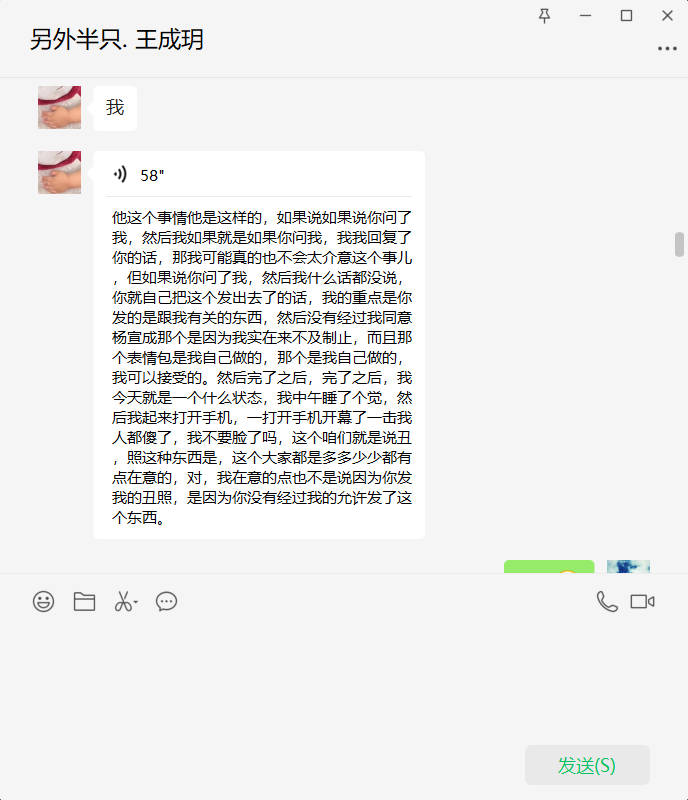 另外半只. 王成玥
我
58"
他这个事情他是这样的，如果说如果说你问了
我，然后我如果就是如果你问我，我我回复了
你的话，那我可能真的也不会太介意这个事儿
，但如果说你问了我，然后我什么话都没说，
你就自己把这个发出去了的话，我的重点是你
发的是跟我有关的东西，然后没有经过我同意
杨宣成那个是因为我实在来不及制止，而且那
个表情包是我自己做的，那个是我自己做的，
我可以接受的。然后完了之后，完了之后，我
今天就是一个什么状态，我中午睡了个觉，然
后我起来打开手机，一打开手机开幕了一击我
人都傻了，我不要脸了吗，这个咱们就是说丑
，照这种东西是，这个大家都是多多少少都有
点在意的，对，我在意的点也不是说因为你发
我的丑照，是因为你没有经过我的允许发了这
个东西。
发送(S)